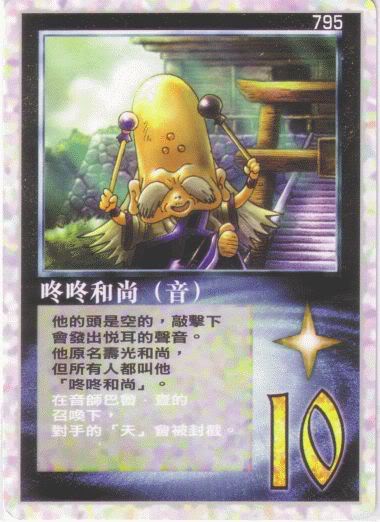 795
咚咚和尚（音）
他的頭是空的，敲擊下
會發出悅耳的聲音。
他原名壽光和尚，
但所有人都叫他
「咚咚和尚」。
在音師巴魯．壹的
召喚下，
對手的「天」會被封截。
10